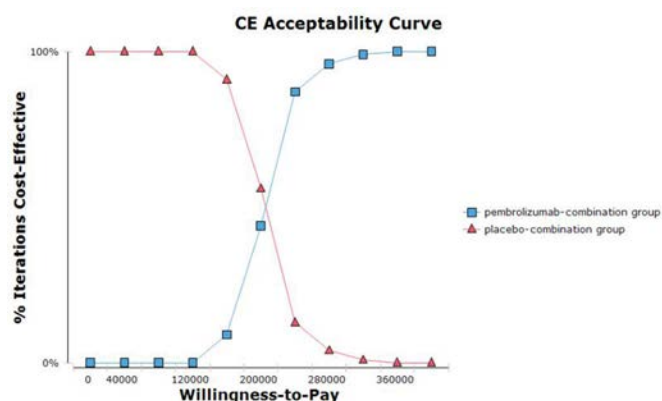 CE Acceptability Curve
100%
% Iterations Cost-Effective
pembrolizumab-combination group
placebo-combination group
0%
0 40000 120000 200000 280000 360000
Willingness-to-Pay